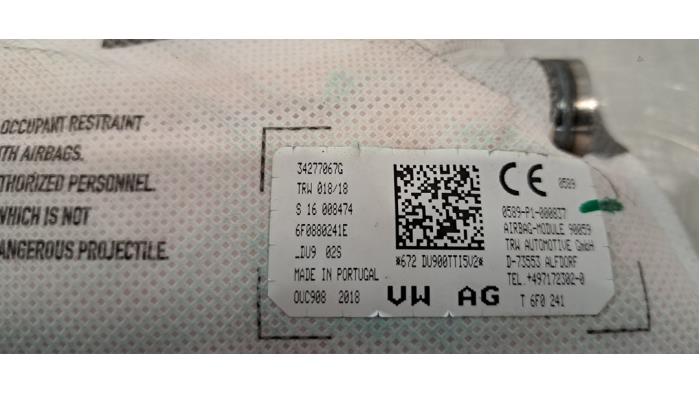 OCCUPANT RESTRAINT
TH AIRBAGS.
THORIZED PERSONNEL.
WHICH IS NOT
ANGEROUS PROJECTILE.
34277067G
TRW 018/18
S 16 008474
6F0880241E
_DU9 02S
MADE IN PORTUGAL
OUC908 2018
*672 DU900TT15V2*
VW AG
CE 0589
0589-P1-000837
AIRBAG-MODULE 90059
TRW AUTOMOTIVE GmbH
D-73553 ALFDORF
TEL.+497172302-0
T 6F0 241